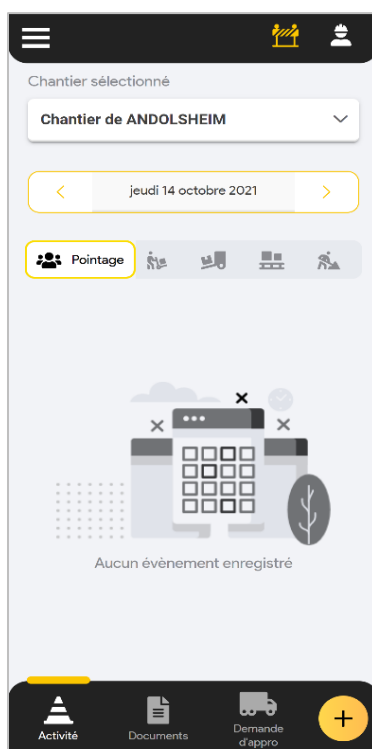 Chantier sélectionné
Chantier de ANDOLSHEIM
jeudi 14 octobre 2021
Pointage
Aucun évènement enregistré
Activité
Documents
Demande
d'appro